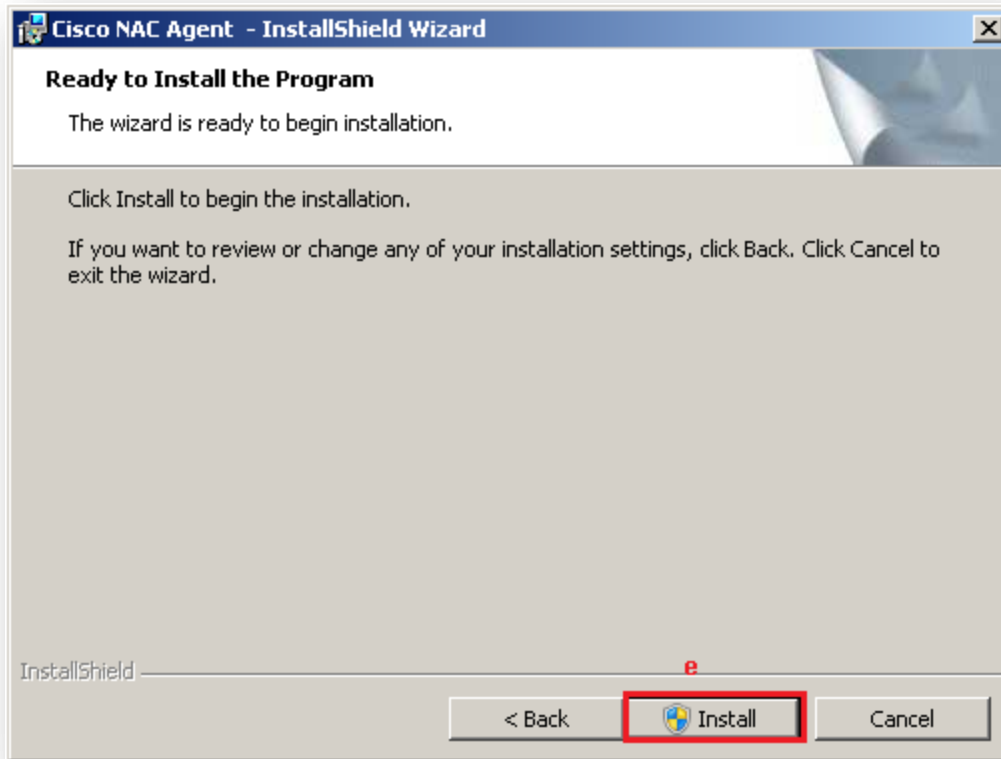 Cisco NAC Agent - InstallShield Wizard
Ready to Install the Program
The wizard is ready to begin installation.
Click Install to begin the installation.
If you want to review or change any of your installation settings, click Back. Click Cancel to
exit the wizard.
InstallShield
e
< Back Install Cancel